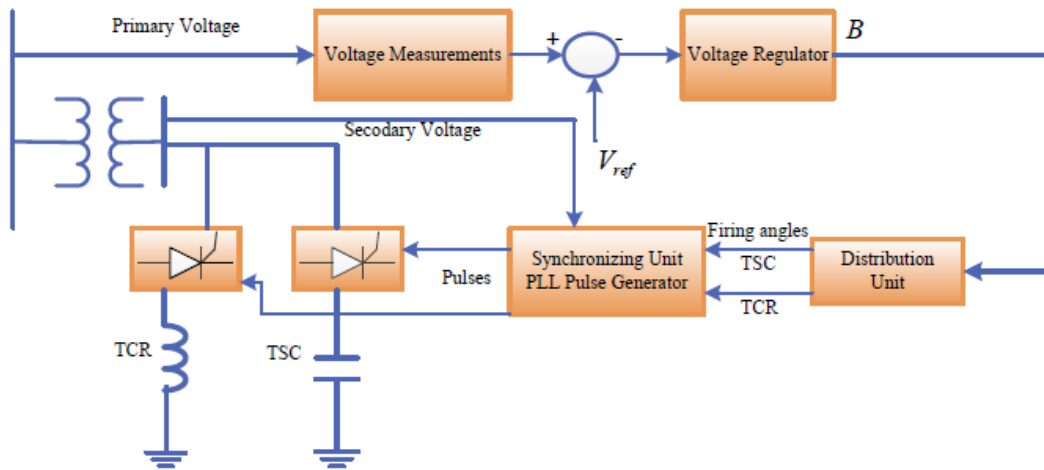 Primary Voltage
Voltage Measurements
+
-
Voltage Regulator
B
Secodary Voltage
V_ref
Firing angles
TSC
TCR
Synchronizing Unit
PLL Pulse Generator
Distribution
Unit
Pulses
TCR
TSC